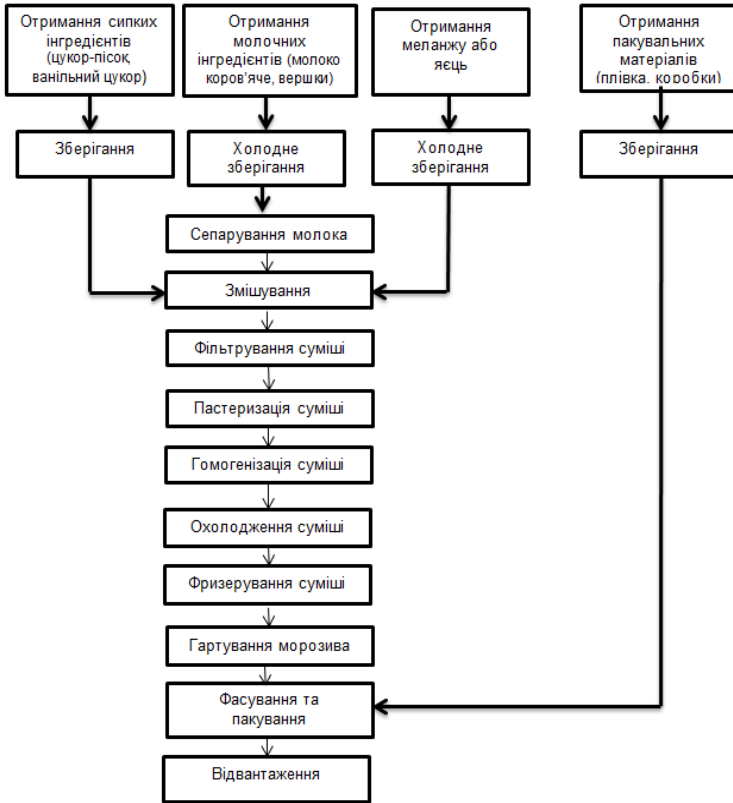 Отримання сипких
інгредієнтів
(цукор-пісок,
ванільний цукор)
Отримання
молочних
інгредієнтів (молоко
коров'яче, вершки)
Отримання
меланжу або
яєць
Отримання
пакувальних
матеріалів
(плівка. коробки)
Зберігання
Холодне
зберігання
Холодне
зберігання
Зберігання
Сепарування молока
Змішування
Фільтрування суміші
Пастеризація суміші
Гомогенізація суміші
Охолодження суміші
Фризерування суміші
Гартування морозива
Фасування та
пакування
Відвантаження